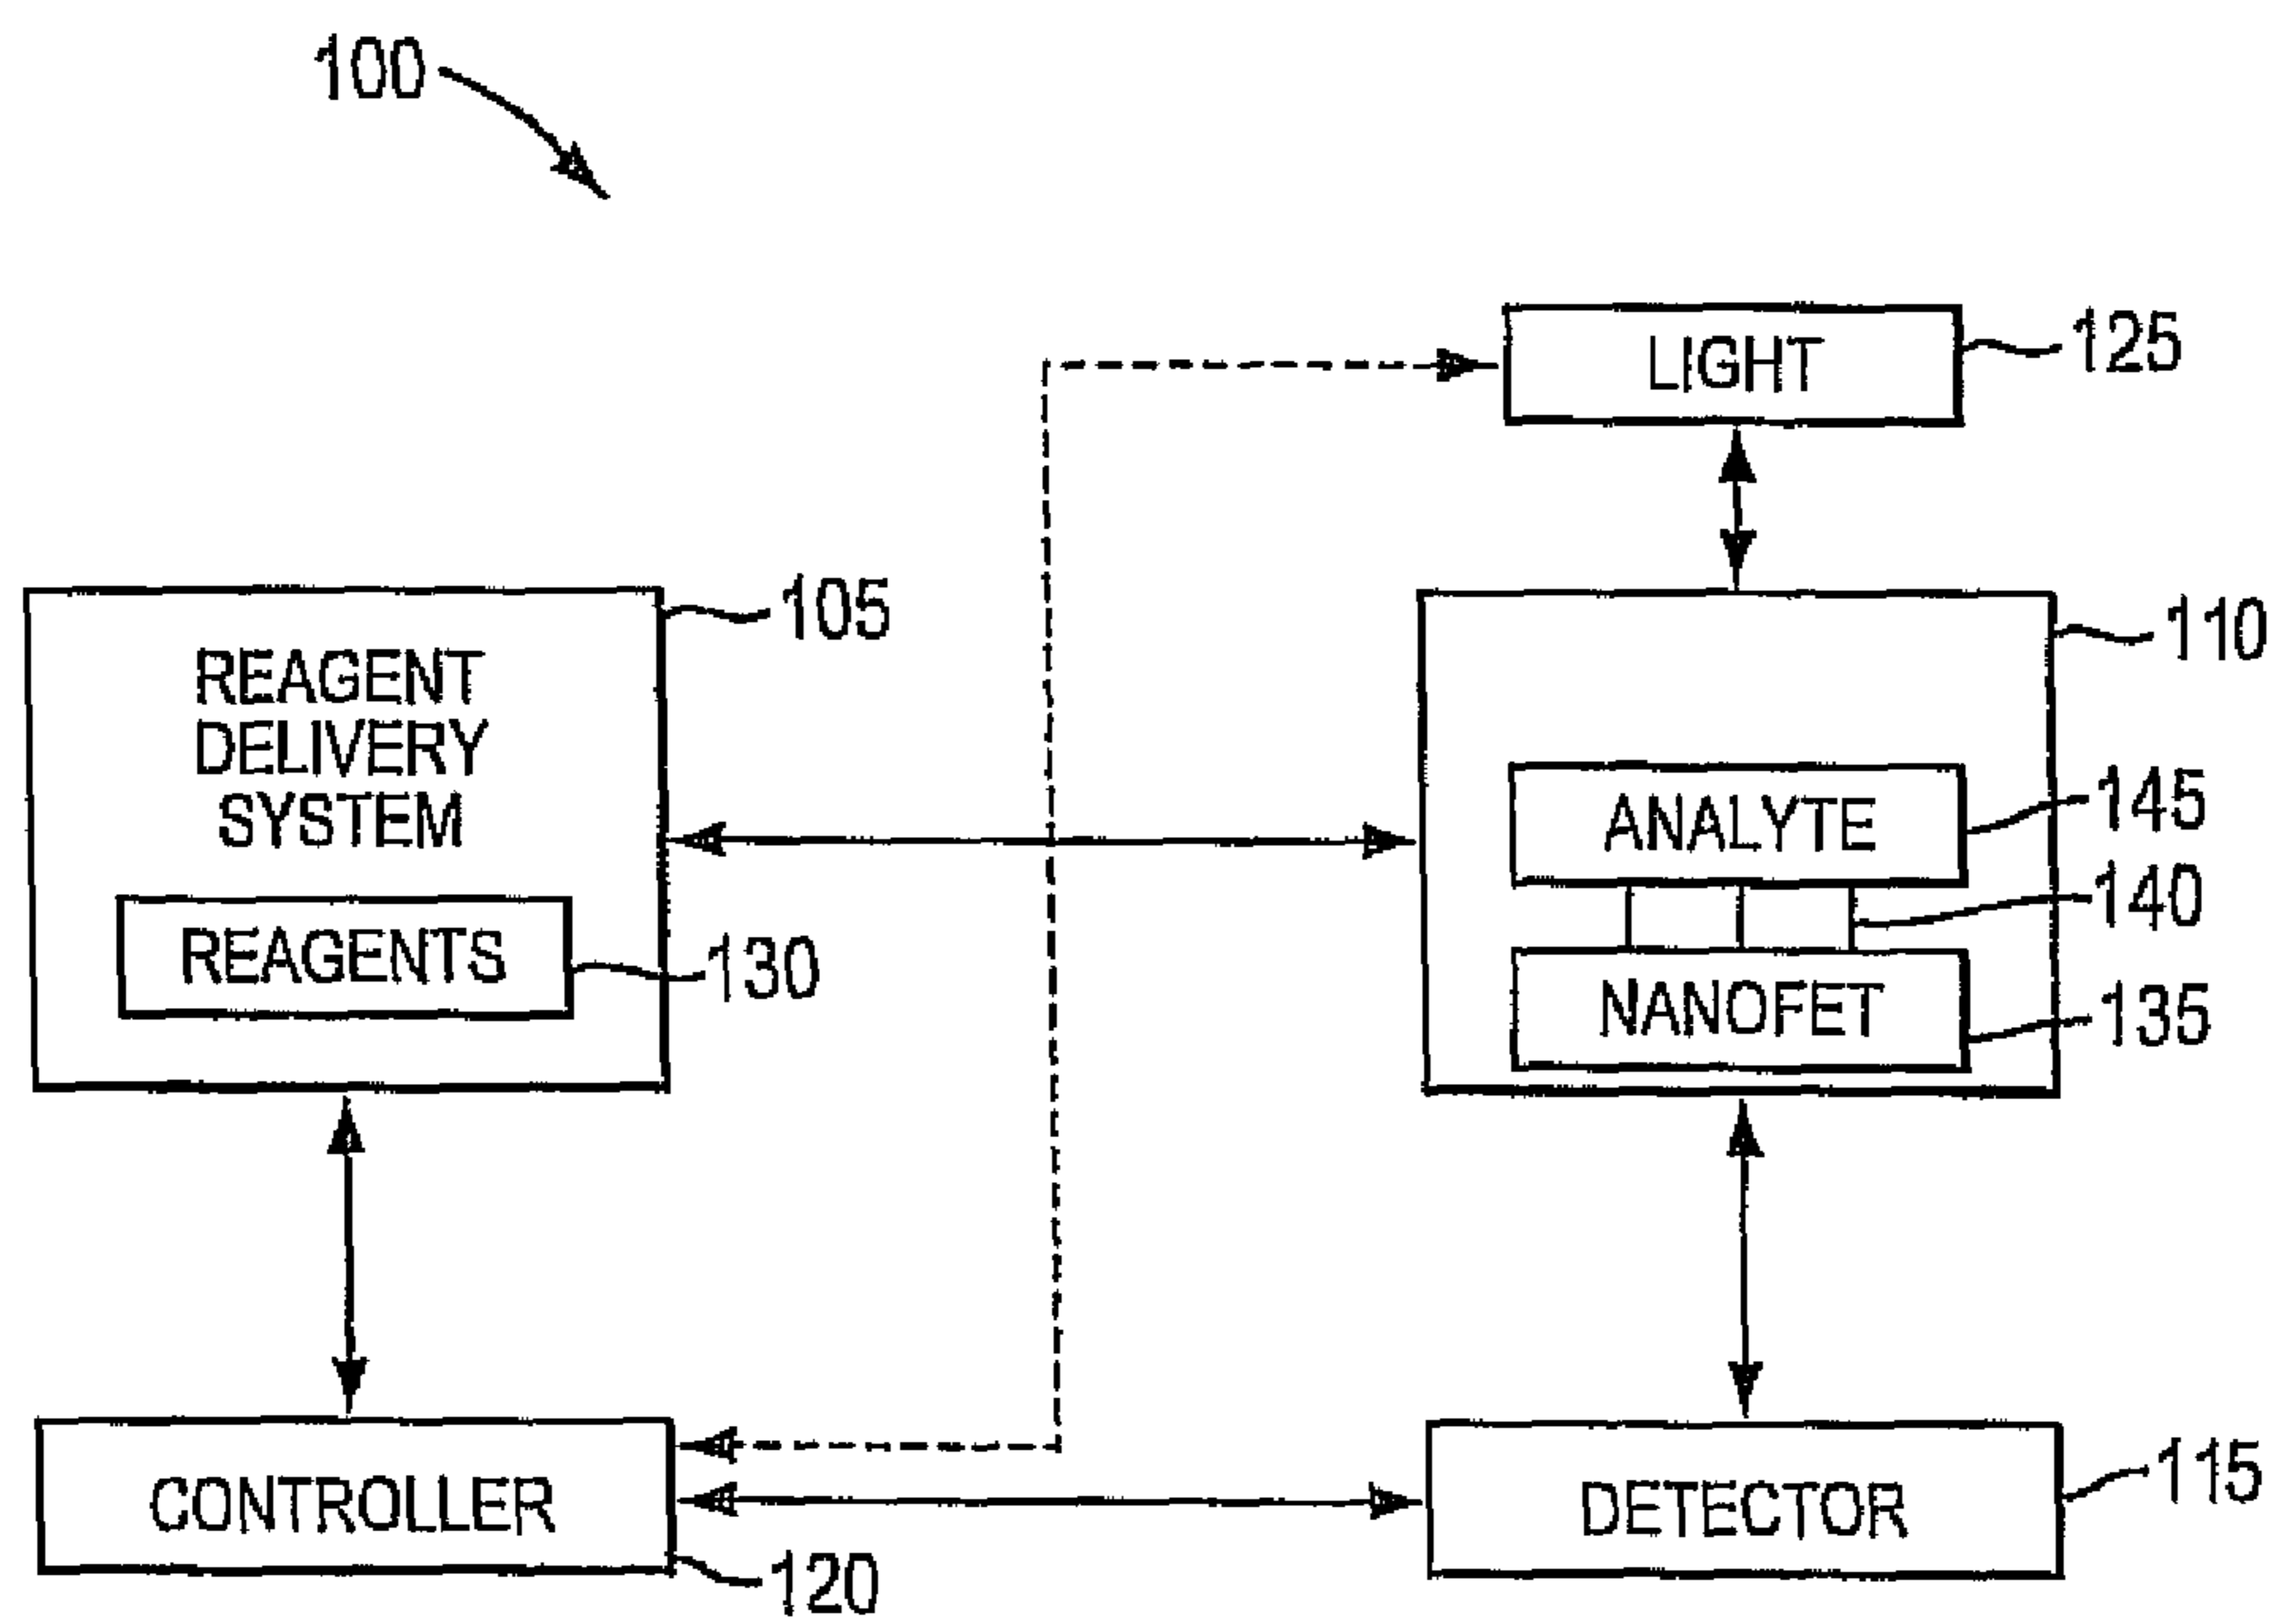 100
LIGHT
125
105
REAGENT
DELIVERY
SYSTEM
REAGENTS
130
110
ANALYTE
145
140
NANOFET
135
CONTROLLER
120
DETECTOR
115